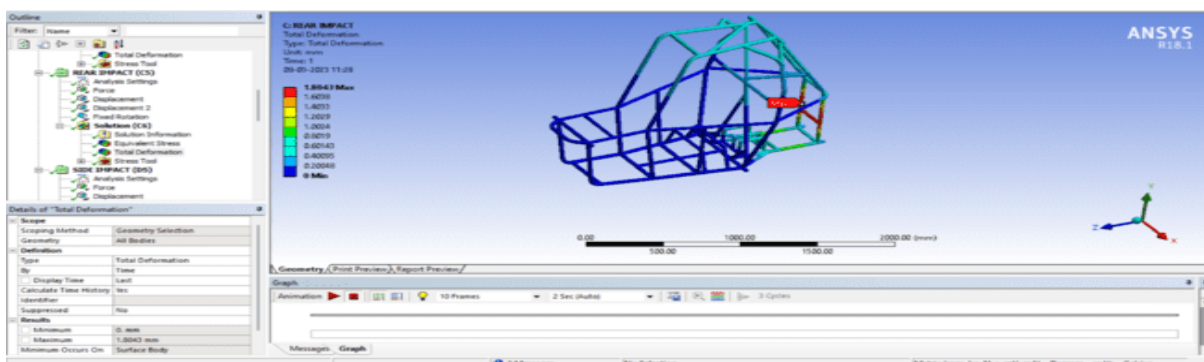 Outline
Filter: Name
Total Deformation
Stress Tool
REAR IMPACT (C5)
Analysis Settings
Force
Displacement
Displacement 2
Fixed Rotation
Solution (C6)
Solution Information
Equivalent Stress
Total Deformation
Stress Tool
SIDE IMPACT (D5)
Analysis Settings
Force
Displacement
Details of "Total Deformation"
Scope
Scoping Method Geometry Selection
Geometry All Bodies
Definition
Type Total Deformation
By Time
Display Time Last
Calculate Time History Yes
Identifier
Suppressed No
Results
Minimum 0. mm
Maximum 1.8043 mm
Minimum Occurs On Surface Body
C: REAR IMPACT
Total Deformation
Type: Total Deformation
Unit: mm
Time: 1
1.8043 Max
1.6038
1.4033
1.2029
1.0024
0.8019
0.60143
0.40095
0.20048
0 Min
ANSYS
R18.1
0.00 1000.00 2000.00 (mm)
500.00 1500.00
Y
Z
X
Geometry Print Preview Report Preview
Graph
Animation 10 Frames 2 Sec (Auto) 3 Cycles
Messages Graph